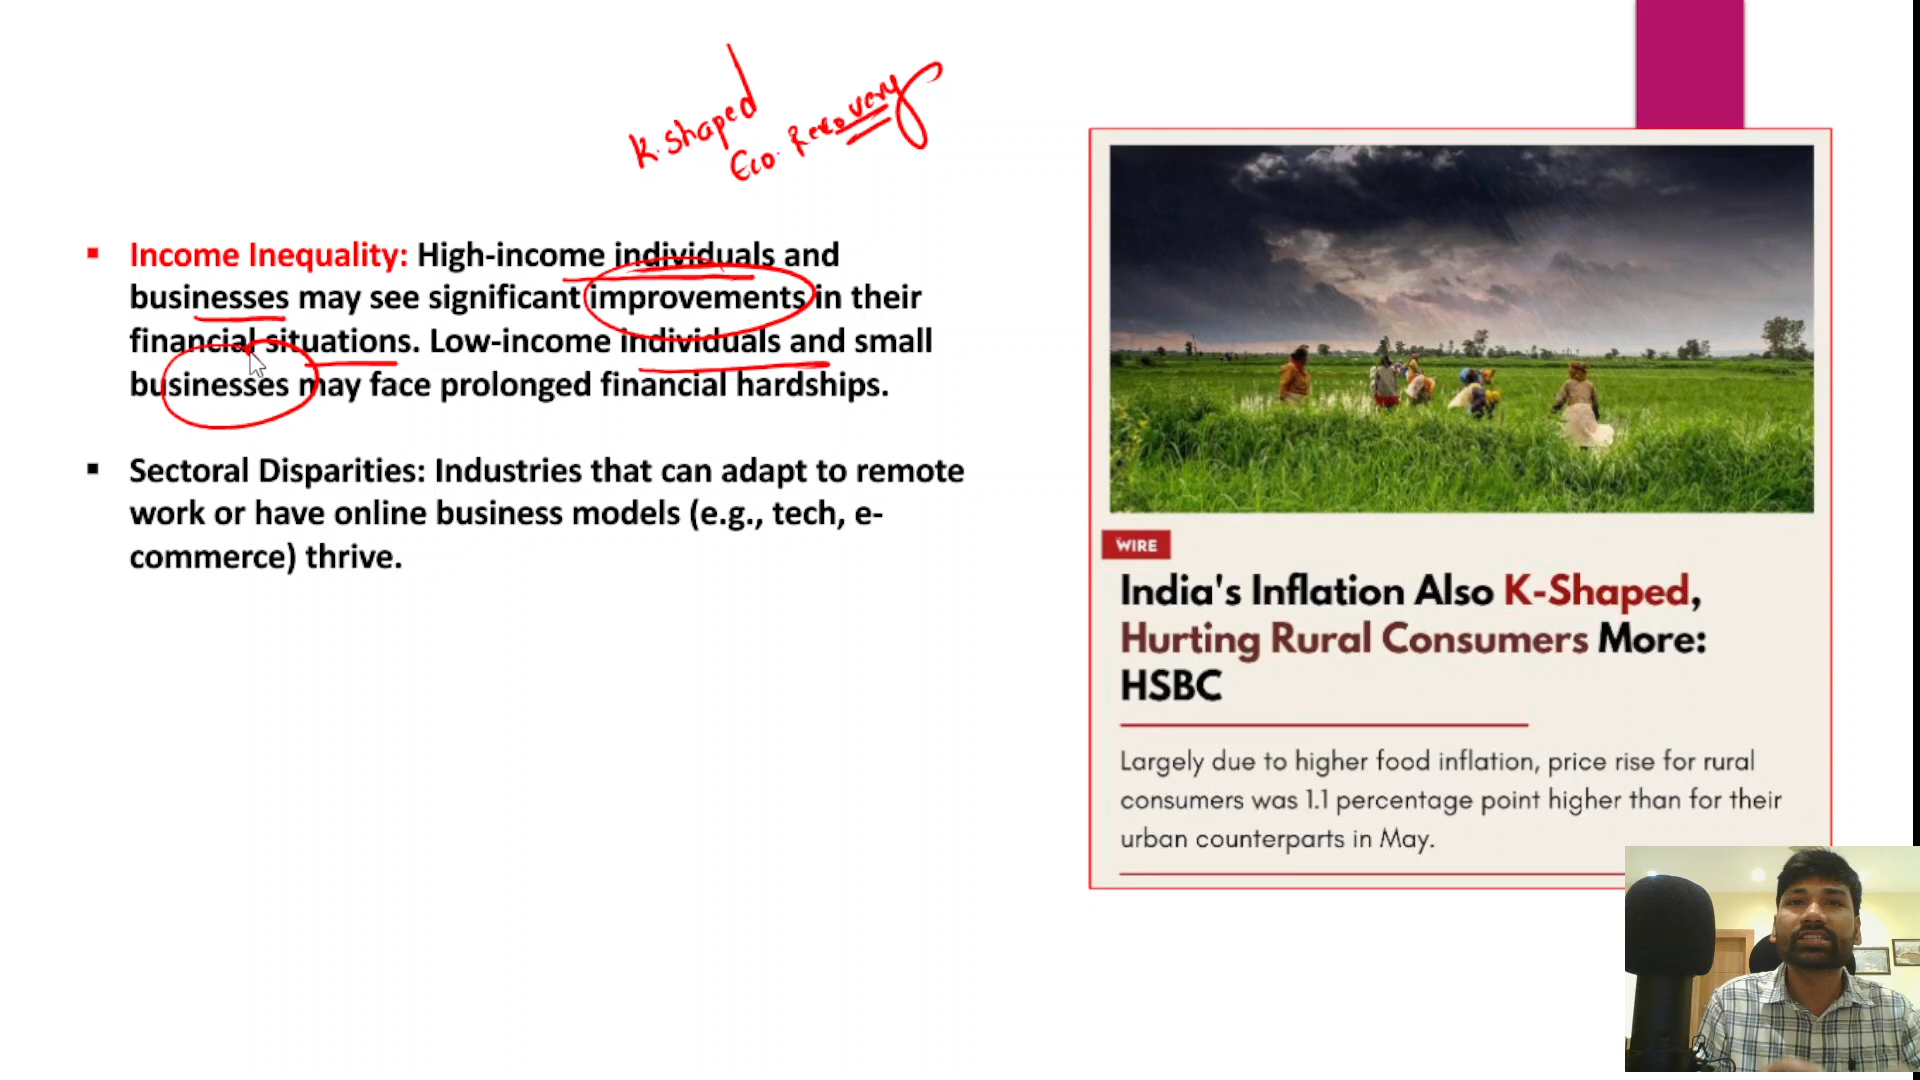 K-Shaped
Eco. Recovery
Income Inequality: High-income individuals and
businesses may see significant improvements in their
financial situations. Low-income individuals and small
businesses may face prolonged financial hardships.
Sectoral Disparities: Industries that can adapt to remote
work or have online business models (e.g., tech, e-
commerce) thrive.
WIRE
India's Inflation Also K-Shaped,
Hurting Rural Consumers More:
HSBC
Largely due to higher food inflation, price rise for rural
consumers was 1.1 percentage point higher than for their
urban counterparts in May.